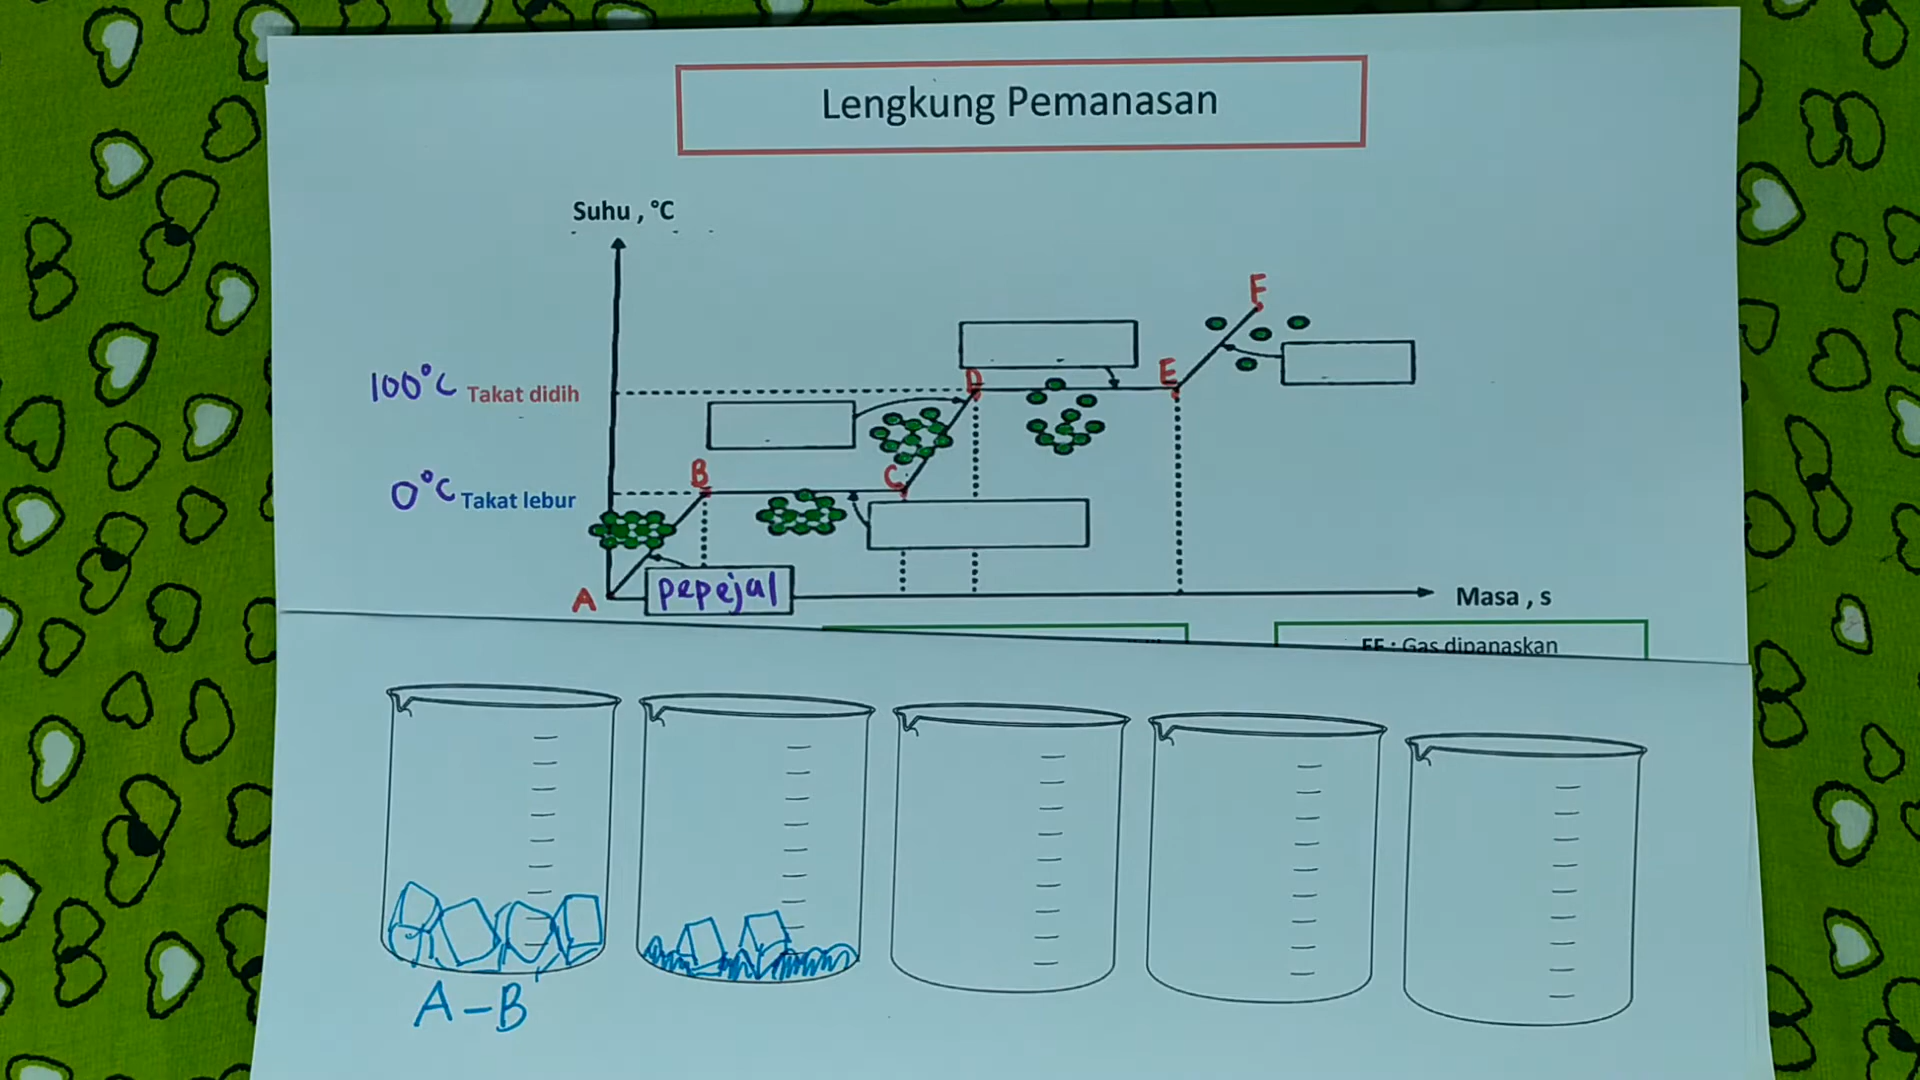 Lengkung Pemanasan
Suhu , °C
F
100°C Takat didih
D
E
B
C
0°C Takat lebur
A
pepejal
Masa , s
EF : Gas dipanaskan
A-B